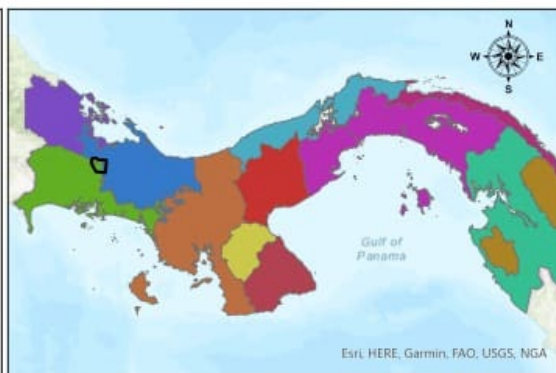 N
W E
S
Gulf of
Panama
Esri, HERE, Garmin, FAO, USGS, NGA